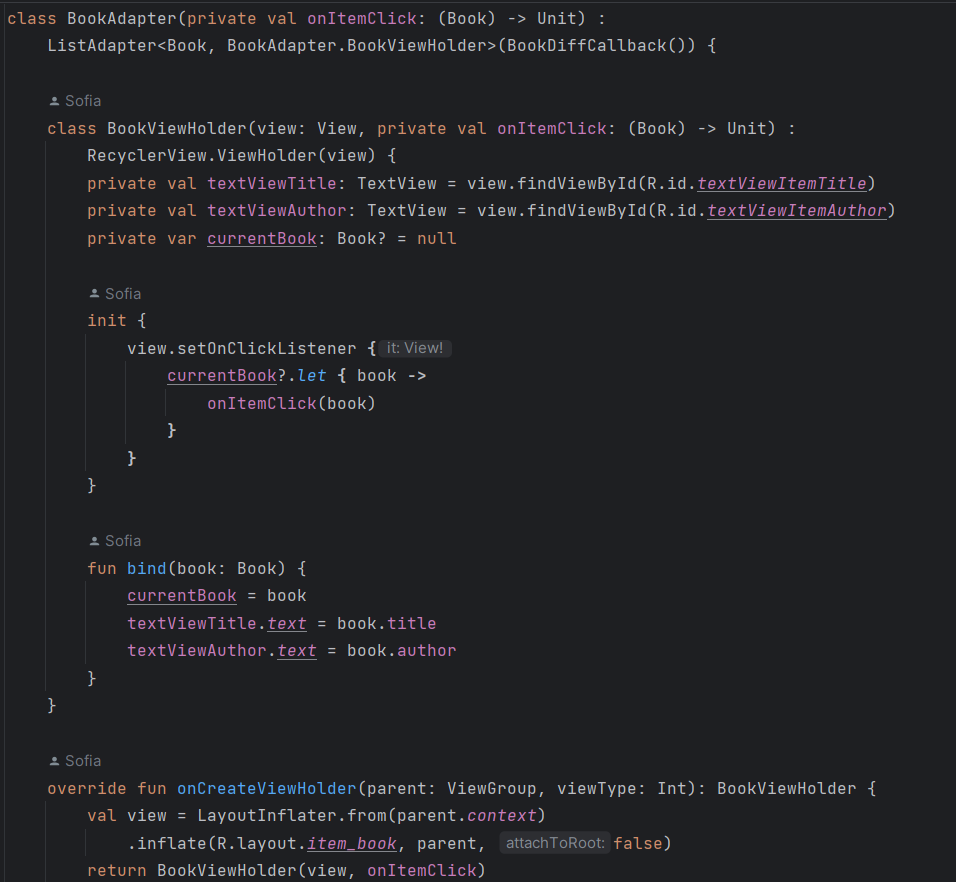 class BookAdapter(private val onItemClick: (Book) -> Unit) :
    ListAdapter<Book, BookAdapter.BookViewHolder>(BookDiffCallback()) {
    Sofia
    class BookViewHolder(view: View, private val onItemClick: (Book) -> Unit) :
        RecyclerView.ViewHolder(view) {
        private val textViewTitle: TextView = view.findViewById(R.id.textViewItemTitle)
        private val textViewAuthor: TextView = view.findViewById(R.id.textViewItemAuthor)
        private var currentBook: Book? = null
        Sofia
        init {
            view.setOnClickListener { it: View!
                currentBook?.let { book ->
                    onItemClick(book)
                }
            }
        }
        Sofia
        fun bind(book: Book) {
            currentBook = book
            textViewTitle.text = book.title
            textViewAuthor.text = book.author
        }
    }
    Sofia
    override fun onCreateViewHolder(parent: ViewGroup, viewType: Int): BookViewHolder {
        val view = LayoutInflater.from(parent.context)
            .inflate(R.layout.item_book, parent, attachToRoot: false)
        return BookViewHolder(view, onItemClick)